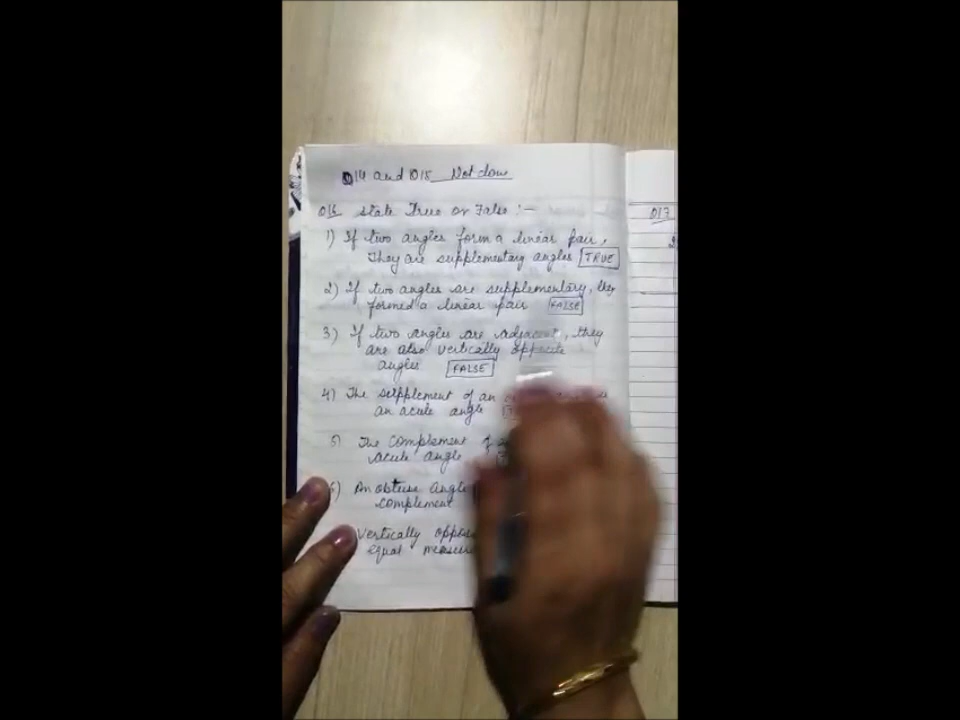 Q14 and Q15 Not done
Q16 State True or False :-
1) If two angles form a linear pair,
They are supplementary angles TRUE
2) If two angles are supplementary, they
formed a linear pair FALSE
3) If two angles are adjacent, they
are also vertically opposite
angles FALSE
4) The supplement of an
an acute angle
5) The complement of
acute angle
6) An obtuse angle
complement
Vertically
equal
Q17